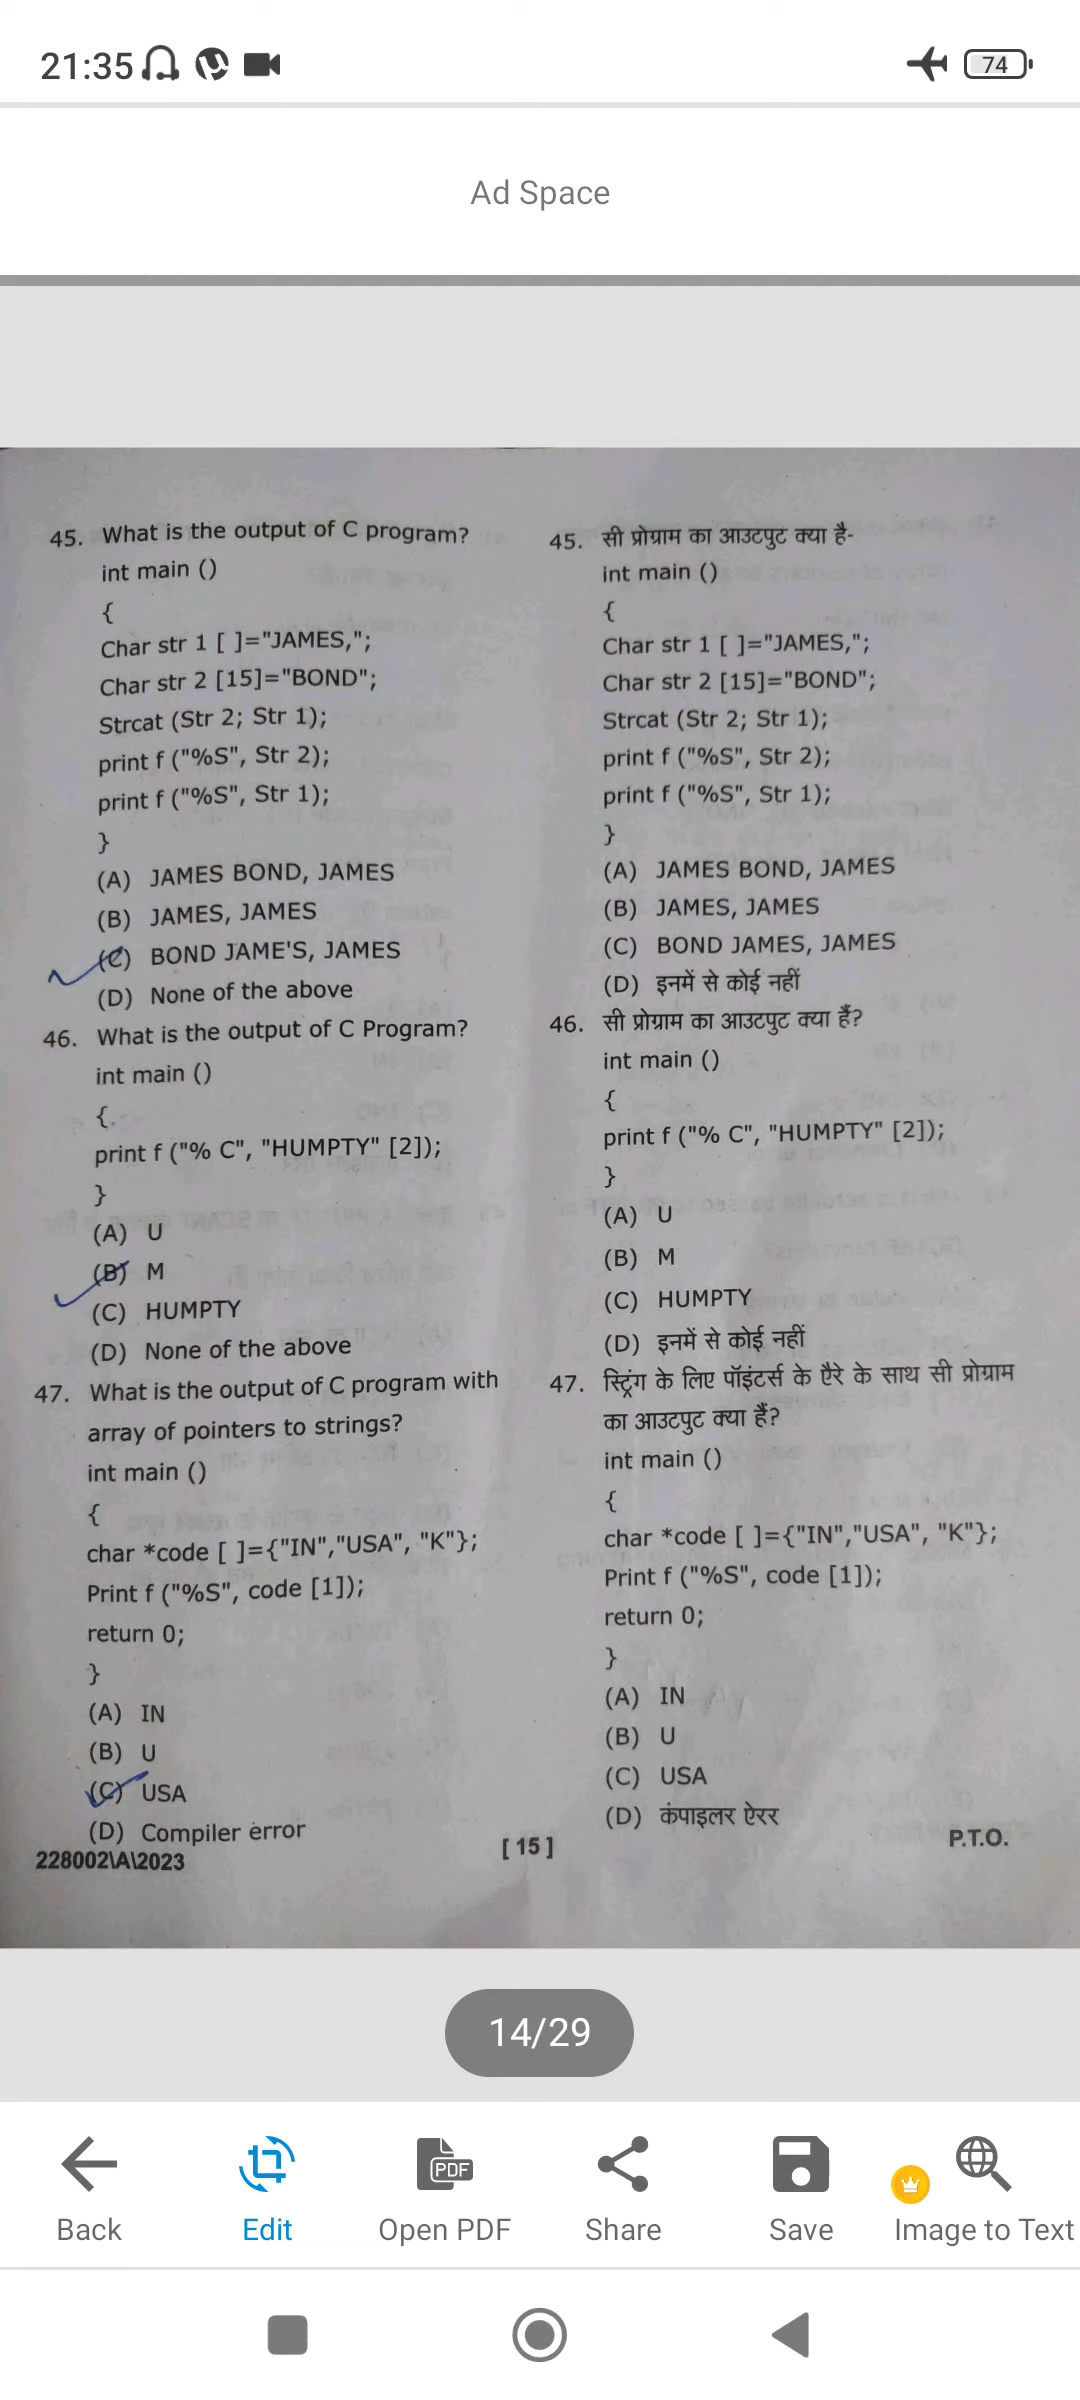 21:35
74
Ad Space
45. What is the output of C program?
int main ()
{
Char str 1 [ ]="JAMES,";
Char str 2 [15]="BOND";
Strcat (Str 2; Str 1);
print f ("%S", Str 2);
print f ("%S", Str 1);
}
(A) JAMES BOND, JAMES
(B) JAMES, JAMES
(C) BOND JAME'S, JAMES
(D) None of the above
46. What is the output of C Program?
int main ()
{
print f ("% C", "HUMPTY" [2]);
}
(A) U
(B) M
(C) HUMPTY
(D) None of the above
47. What is the output of C program with
array of pointers to strings?
int main ()
{
char *code [ ]={"IN","USA", "K"};
Print f ("%S", code [1]);
return 0;
}
(A) IN
(B) U
(C) USA
(D) Compiler error
45. सी प्रोग्राम का आउटपुट क्या है-
int main ()
{
Char str 1 [ ]="JAMES,";
Char str 2 [15]="BOND";
Strcat (Str 2; Str 1);
print f ("%S", Str 2);
print f ("%S", Str 1);
}
(A) JAMES BOND, JAMES
(B) JAMES, JAMES
(C) BOND JAMES, JAMES
(D) इनमें से कोई नहीं
46. सी प्रोग्राम का आउटपुट क्या हैं?
int main ()
{
print f ("% C", "HUMPTY" [2]);
}
(A) U
(B) M
(C) HUMPTY
(D) इनमें से कोई नहीं
47. स्ट्रिंग के लिए पॉइंटर्स के ऐरे के साथ सी प्रोग्राम
का आउटपुट क्या हैं?
int main ()
{
char *code [ ]={"IN","USA", "K"};
Print f ("%S", code [1]);
return 0;
}
(A) IN
(B) U
(C) USA
(D) कंपाइलर ऐरर
228002\A\2023
[ 15 ]
P.T.O.
14/29
Back
Edit
PDF
Open PDF
Share
Save
Image to Text